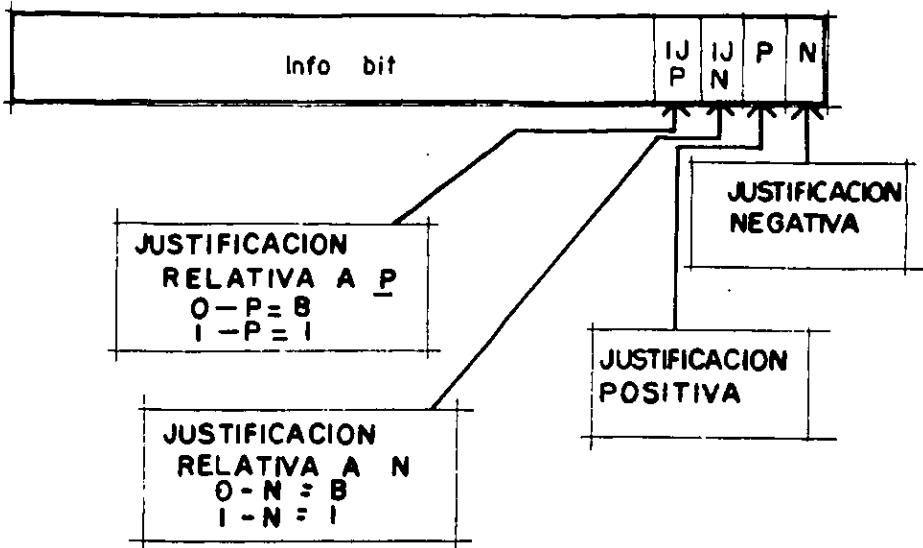 Info bit
IJ
P
IJ
N
P
N
JUSTIFICACION
NEGATIVA
JUSTIFICACION
RELATIVA A P
0-P=B
1-P=1
JUSTIFICACION
POSITIVA
JUSTIFICACION
RELATIVA A N
0-N=B
1-N=1